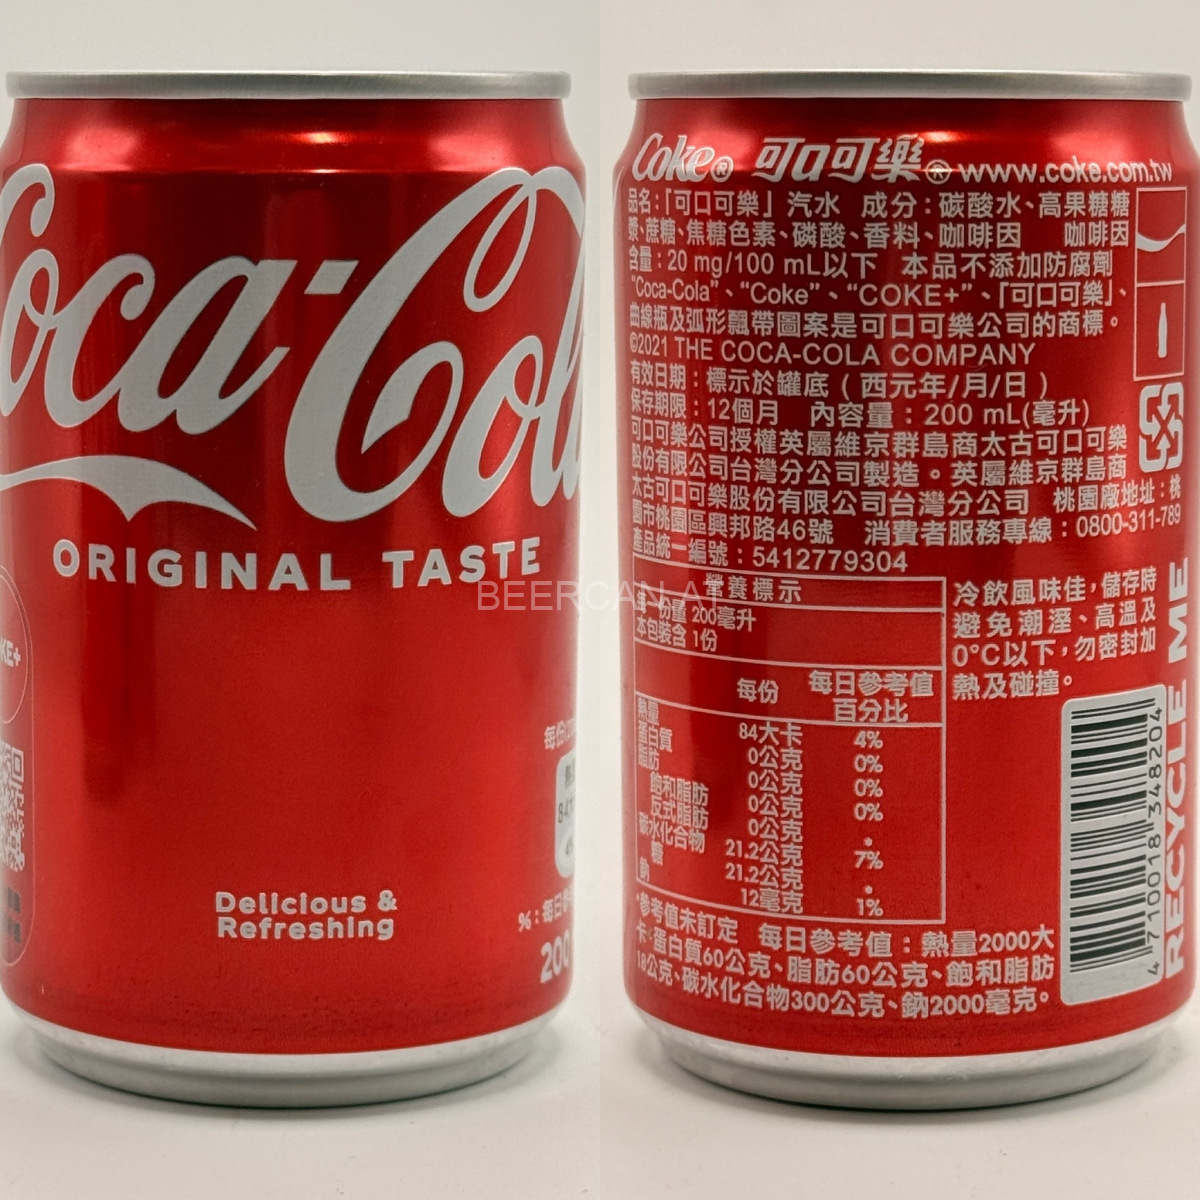 Coca-Cola
ORIGINAL TASTE
KE+
Delicious &
Refreshing
%：每日參
200
BEERCAN.AT
Coke® 可口可樂® www.coke.com.tw
品名：「可口可樂」汽水 成分：碳酸水、高果糖糖
漿、蔗糖、焦糖色素、磷酸、香料、咖啡因 咖啡因
含量：20 mg/100 mL以下 本品不添加防腐劑
“Coca-Cola”、“Coke”、“COKE+”、「可口可樂」、
曲線瓶及弧形飄帶圖案是可口可樂公司的商標。
©2021 THE COCA-COLA COMPANY
有效日期：標示於罐底（西元年/月/日）
保存期限：12個月 內容量：200 mL(毫升)
可口可樂公司授權英屬維京群島商太古可口可樂
股份有限公司台灣分公司製造。英屬維京群島商
太古可口可樂股份有限公司台灣分公司 桃園廠地址：桃
園市桃園區興邦路46號 消費者服務專線：0800-311-789
產品統一編號：5412779304
營養標示
每一份量 200毫升
本包裝含 1份
每份 每日參考值百分比
熱量 84大卡 4%
蛋白質 0公克 0%
脂肪 0公克 0%
飽和脂肪 0公克 0%
反式脂肪 0公克 *
碳水化合物 21.2公克 7%
糖 21.2公克 *
鈉 12毫克 1%
*參考值未訂定 每日參考值：熱量2000大
卡、蛋白質60公克、脂肪60公克、飽和脂肪
18公克、碳水化合物300公克、鈉2000毫克。
冷飲風味佳，儲存時
避免潮溼、高溫及
0°C以下，勿密封加
熱及碰撞。
RECYCLE ME
4 710018 348204